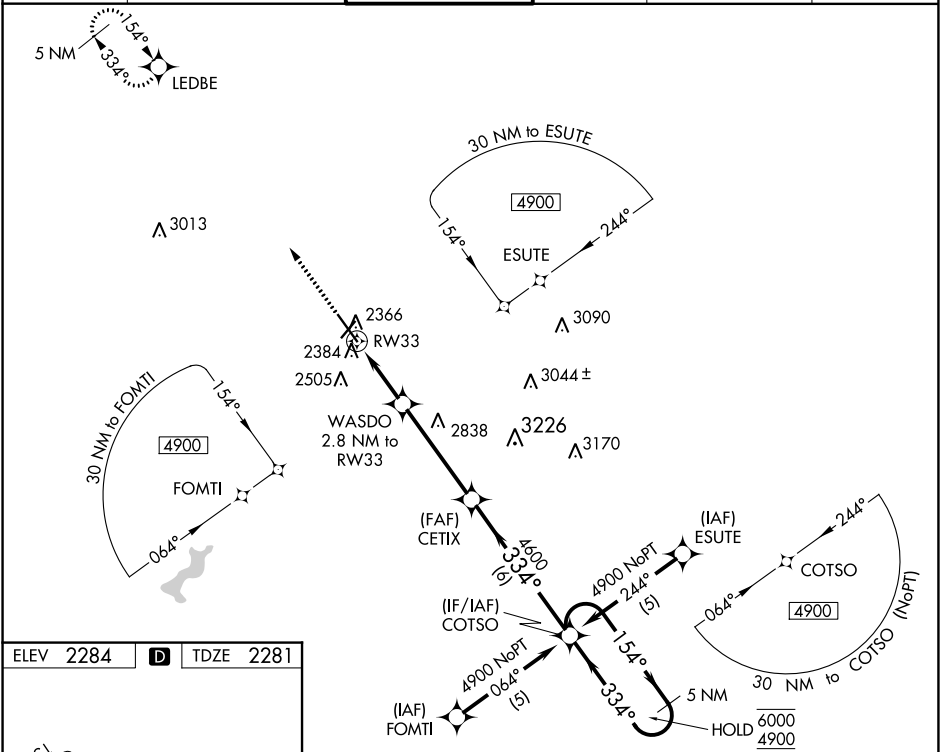 154°
5 NM
334°
LEDBE
30 NM to ESUTE
4900
154°
244°
ESUTE
3013
2366
RW33
2384
2505
3090
3044±
WASDO
2.8 NM to
RW33
2838
3226
3170
30 NM to FOMTI
154°
4900
FOMTI
064°
(FAF)
CETIX
4600
334°
(6)
(IAF)
ESUTE
4900 NoPT
244°
(5)
244°
COTSO
064°
4900
30 NM to COTSO (NoPT)
(IF/IAF)
COTSO
4900 NoPT
064°
(5)
(IAF)
FOMTI
154°
334°
5 NM
HOLD
6000
4900
ELEV 2284
D
TDZE 2281